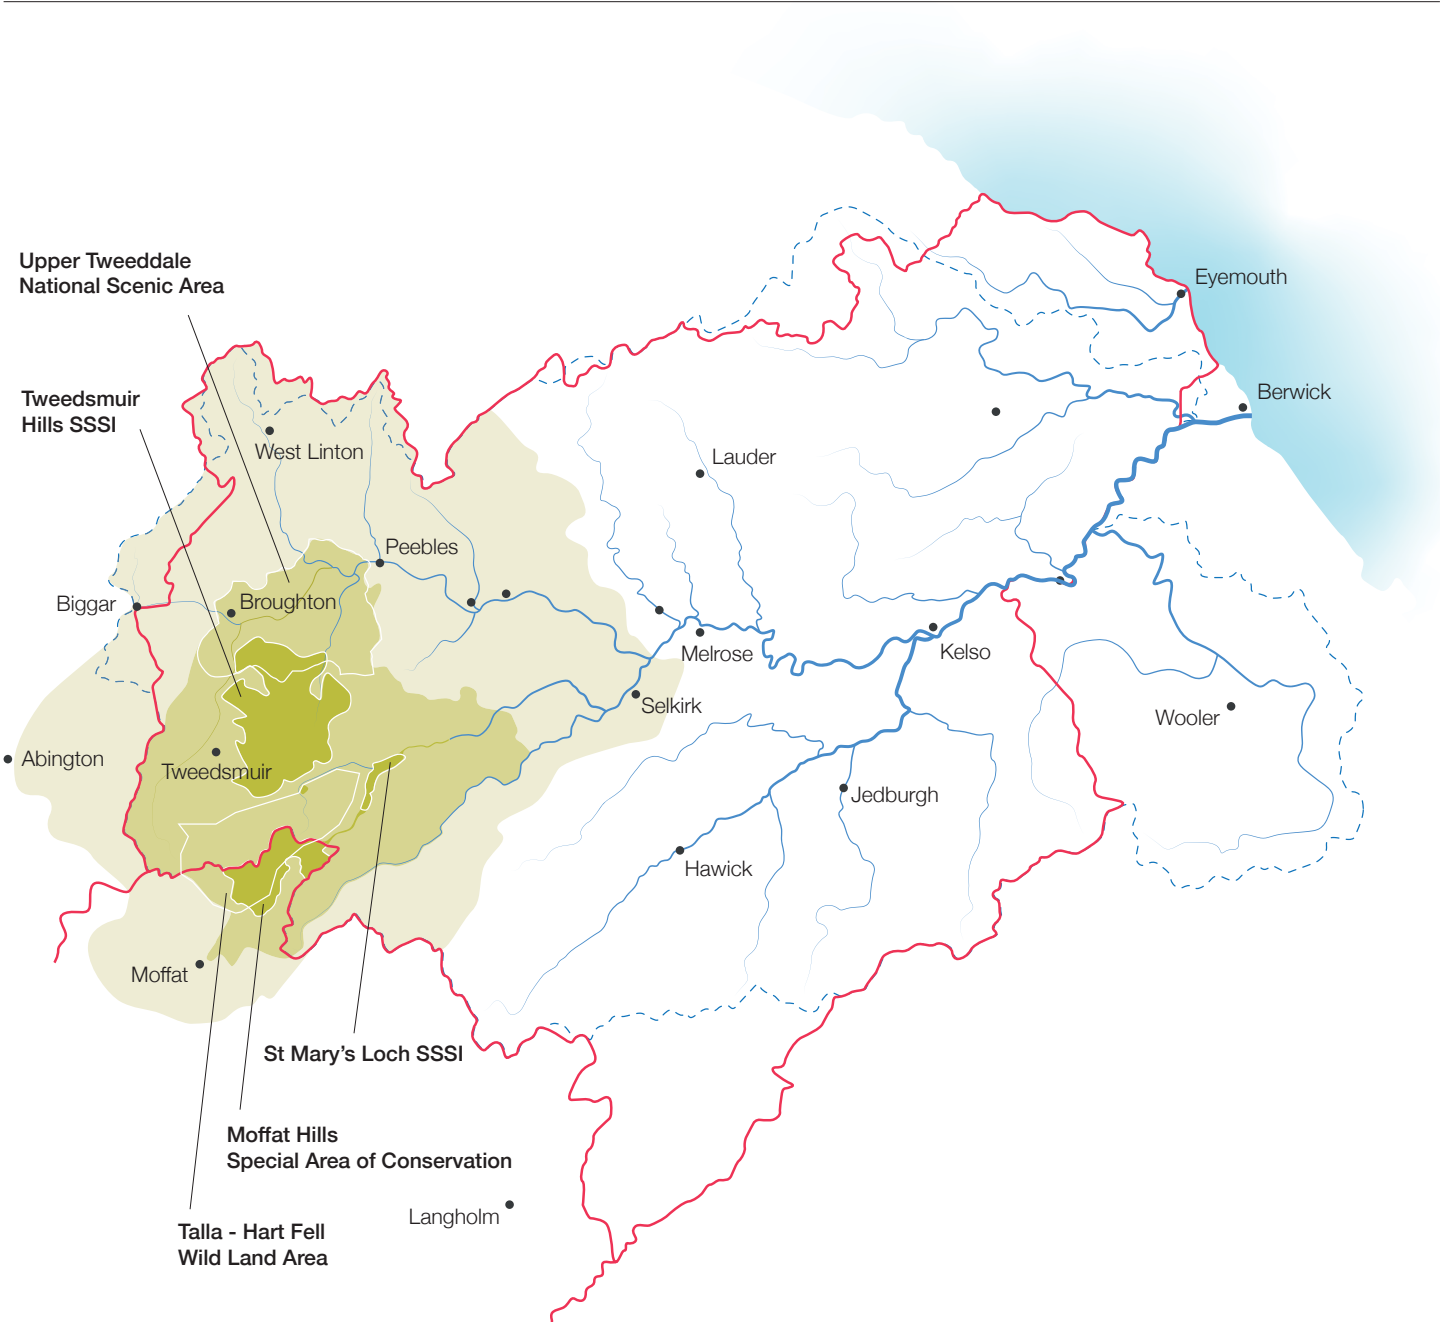 Upper Tweeddale
National Scenic Area
Eyemouth
Tweedsmuir
Hills SSSI
Berwick
West Linton
Lauder
Peebles
Biggar
Broughton
Melrose
Kelso
Selkirk
Wooler
Abington
Tweedsmuir
Jedburgh
Hawick
Moffat
St Mary's Loch SSSI
Moffat Hills
Special Area of Conservation
Langholm
Talla - Hart Fell
Wild Land Area